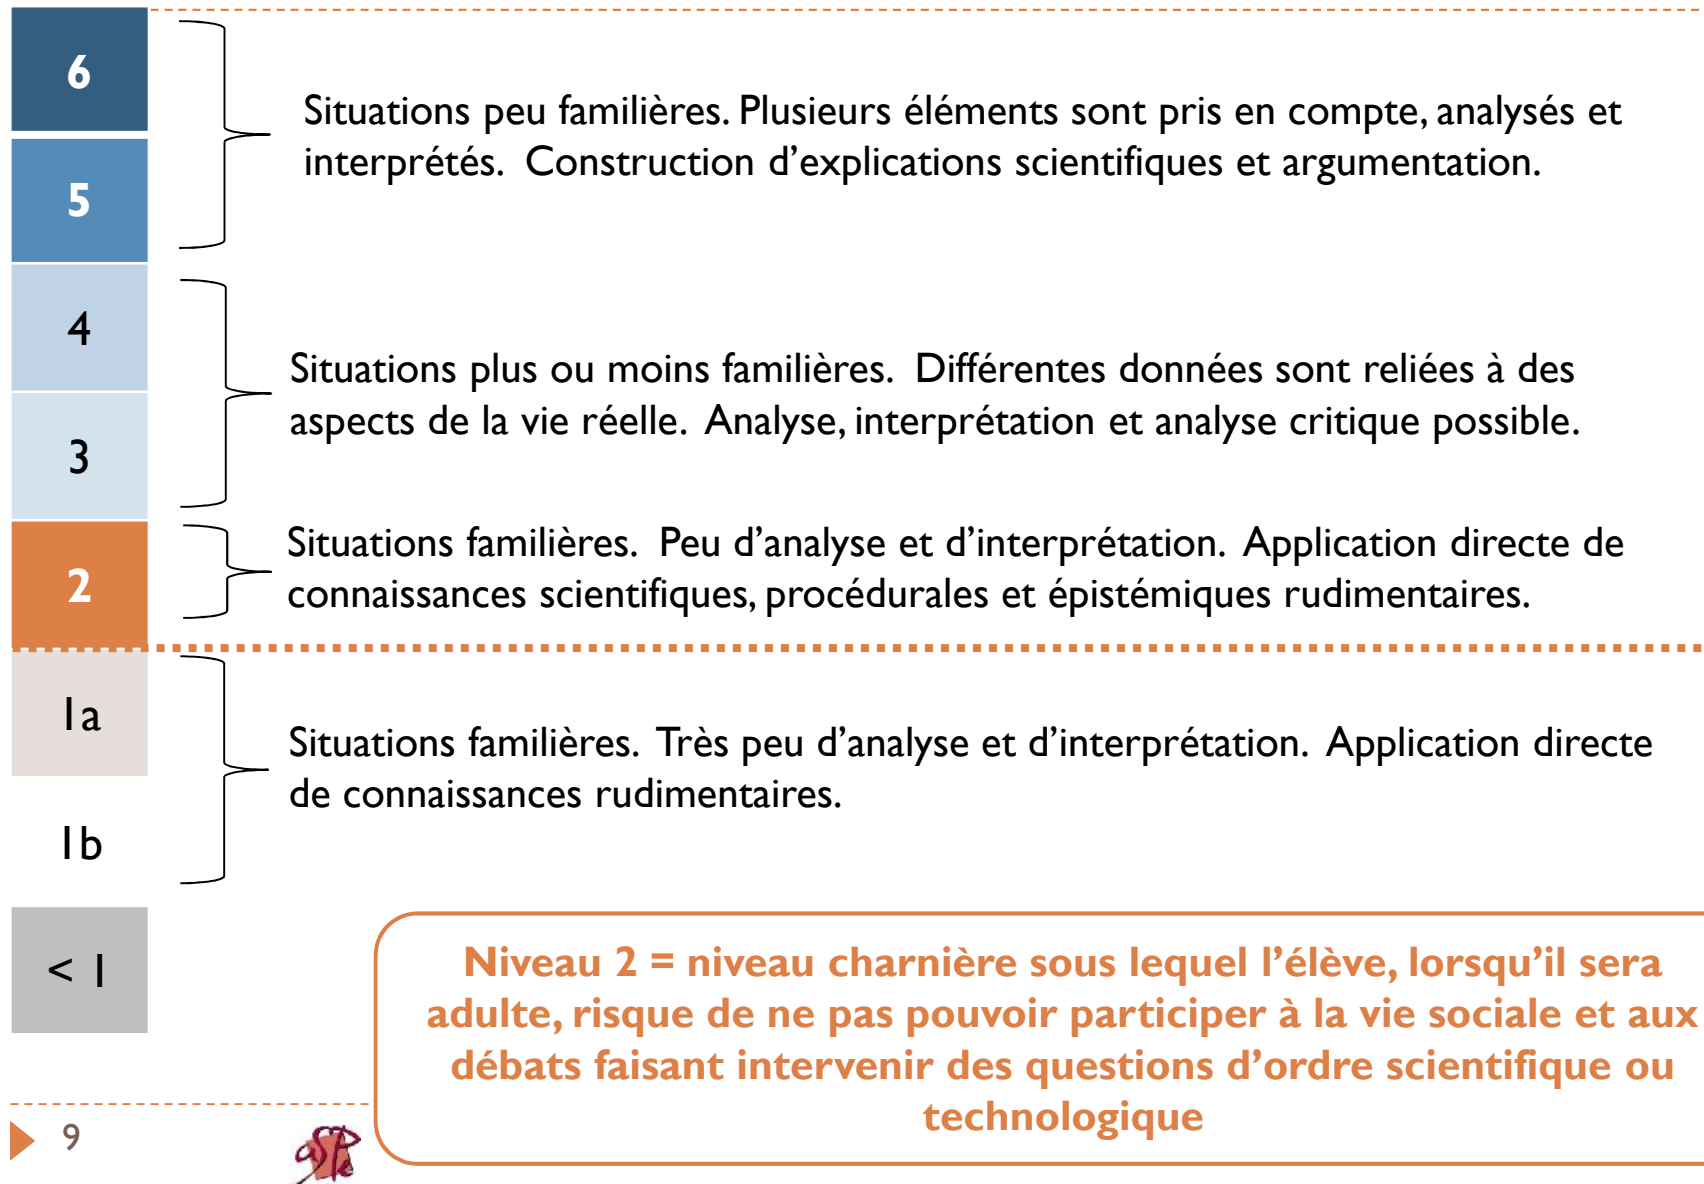 6
Situations peu familières. Plusieurs éléments sont pris en compte, analysés et
interprétés. Construction d’explications scientifiques et argumentation.
5
4
Situations plus ou moins familières. Différentes données sont reliées à des
aspects de la vie réelle. Analyse, interprétation et analyse critique possible.
3
Situations familières. Peu d’analyse et d’interprétation. Application directe de
connaissances scientifiques, procédurales et épistémiques rudimentaires.
2
1a
Situations familières. Très peu d’analyse et d’interprétation. Application directe
de connaissances rudimentaires.
1b
< 1
Niveau 2 = niveau charnière sous lequel l’élève, lorsqu’il sera
adulte, risque de ne pas pouvoir participer à la vie sociale et aux
débats faisant intervenir des questions d’ordre scientifique ou
technologique
9
aSPe